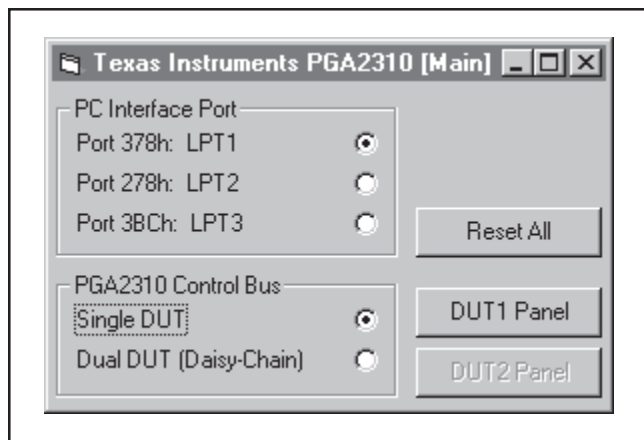 Texas Instruments PGA2310 [Main]
PC Interface Port
Port 378h: LPT1
Port 278h: LPT2
Port 3BCh: LPT3
Reset All
PGA2310 Control Bus
Single DUT
DUT1 Panel
Dual DUT (Daisy-Chain)
DUT2 Panel